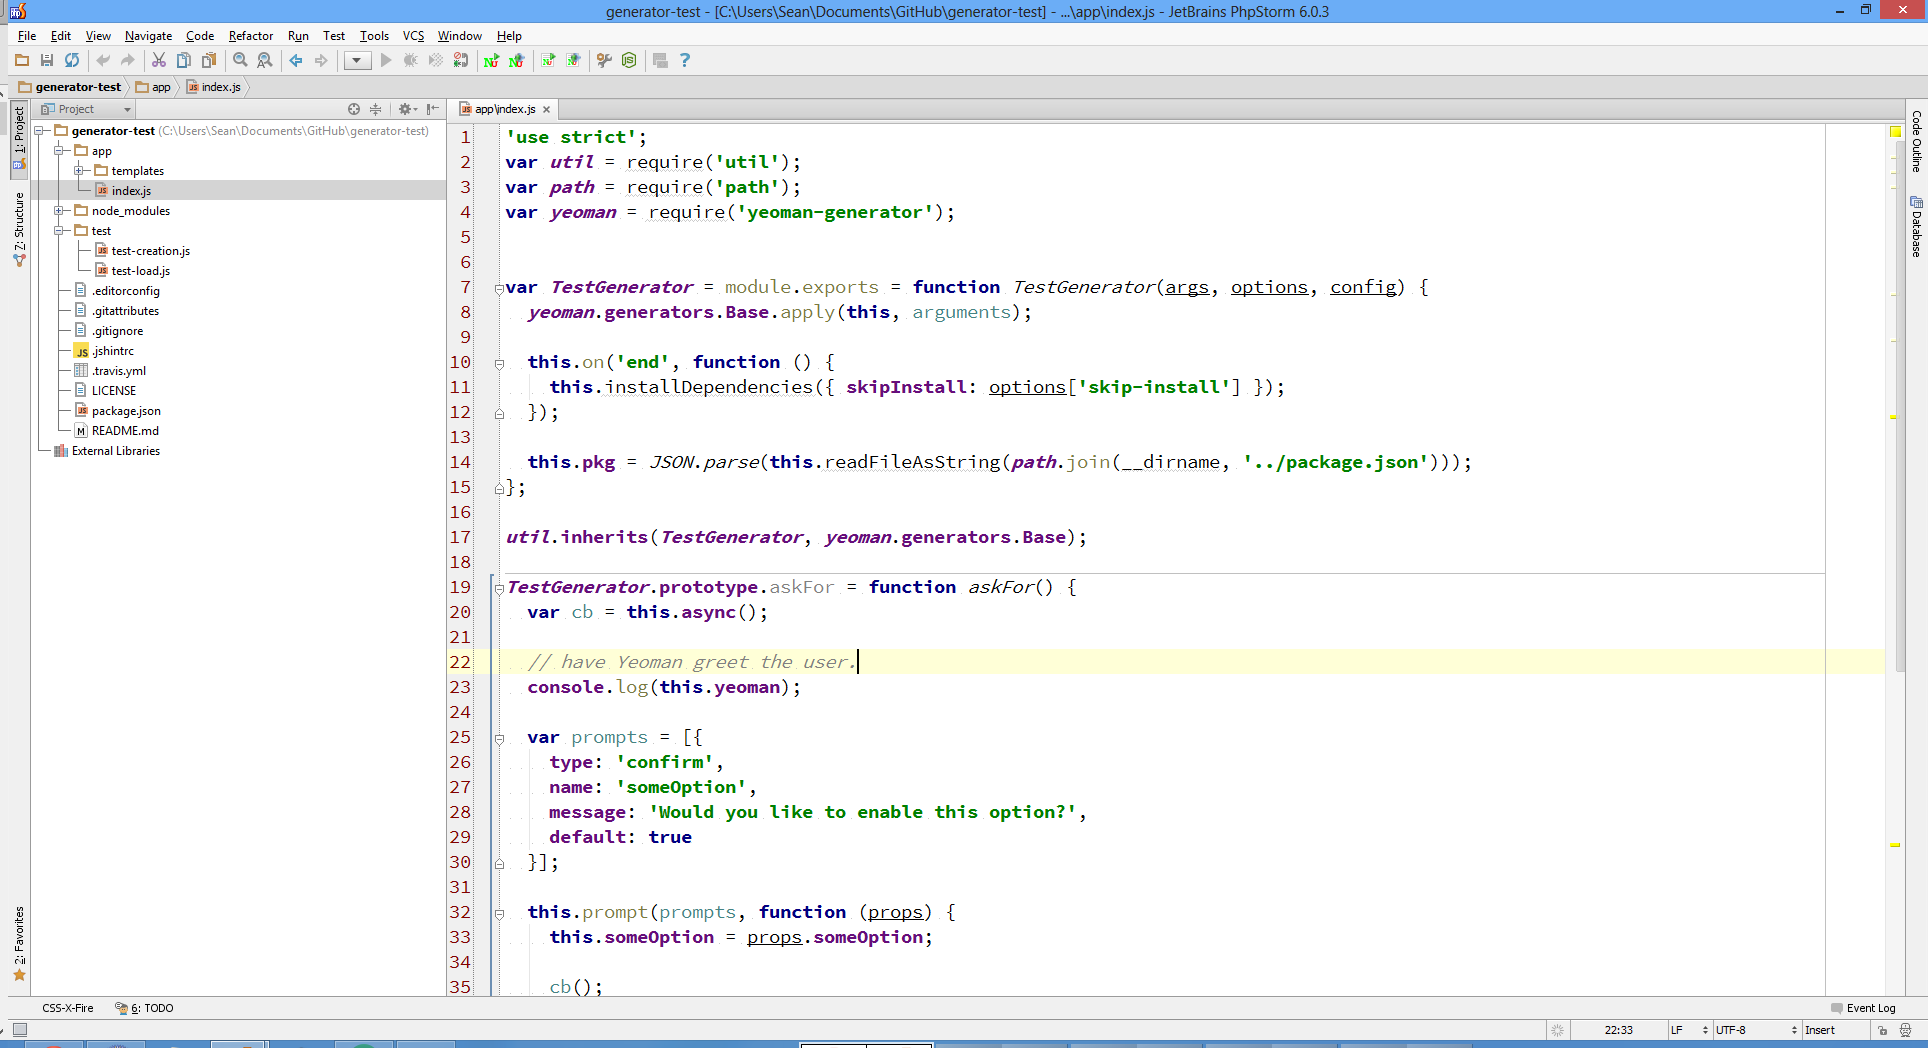 generator-test - [C:\Users\Sean\Documents\GitHub\generator-test] - ...\app\index.js - JetBrains PhpStorm 6.0.3
File Edit View Navigate Code Refactor Run Test Tools VCS Window Help
generator-test app index.js
Project
app\index.js
1: Project
7: Structure
2: Favorites
generator-test (C:\Users\Sean\Documents\GitHub\generator-test)
app
templates
index.js
node_modules
test
test-creation.js
test-load.js
.editorconfig
.gitattributes
.gitignore
.jshintrc
.travis.yml
LICENSE
package.json
README.md
External Libraries
1 'use strict';
2 var util = require('util');
3 var path = require('path');
4 var yeoman = require('yeoman-generator');
5
6
7 var TestGenerator = module.exports = function TestGenerator(args, options, config) {
8   yeoman.generators.Base.apply(this, arguments);
9
10   this.on('end', function () {
11     this.installDependencies({ skipInstall: options['skip-install'] });
12   });
13
14   this.pkg = JSON.parse(this.readFileAsString(path.join(__dirname, '../package.json')));
15 };
16
17 util.inherits(TestGenerator, yeoman.generators.Base);
18
19 TestGenerator.prototype.askFor = function askFor() {
20   var cb = this.async();
21
22   // have Yeoman greet the user.
23   console.log(this.yeoman);
24
25   var prompts = [{
26     type: 'confirm',
27     name: 'someOption',
28     message: 'Would you like to enable this option?',
29     default: true
30   }];
31
32   this.prompt(prompts, function (props) {
33     this.someOption = props.someOption;
34
35     cb();
Code Outline
Database
CSS-X-Fire 6: TODO Event Log
22:33 LF UTF-8 Insert